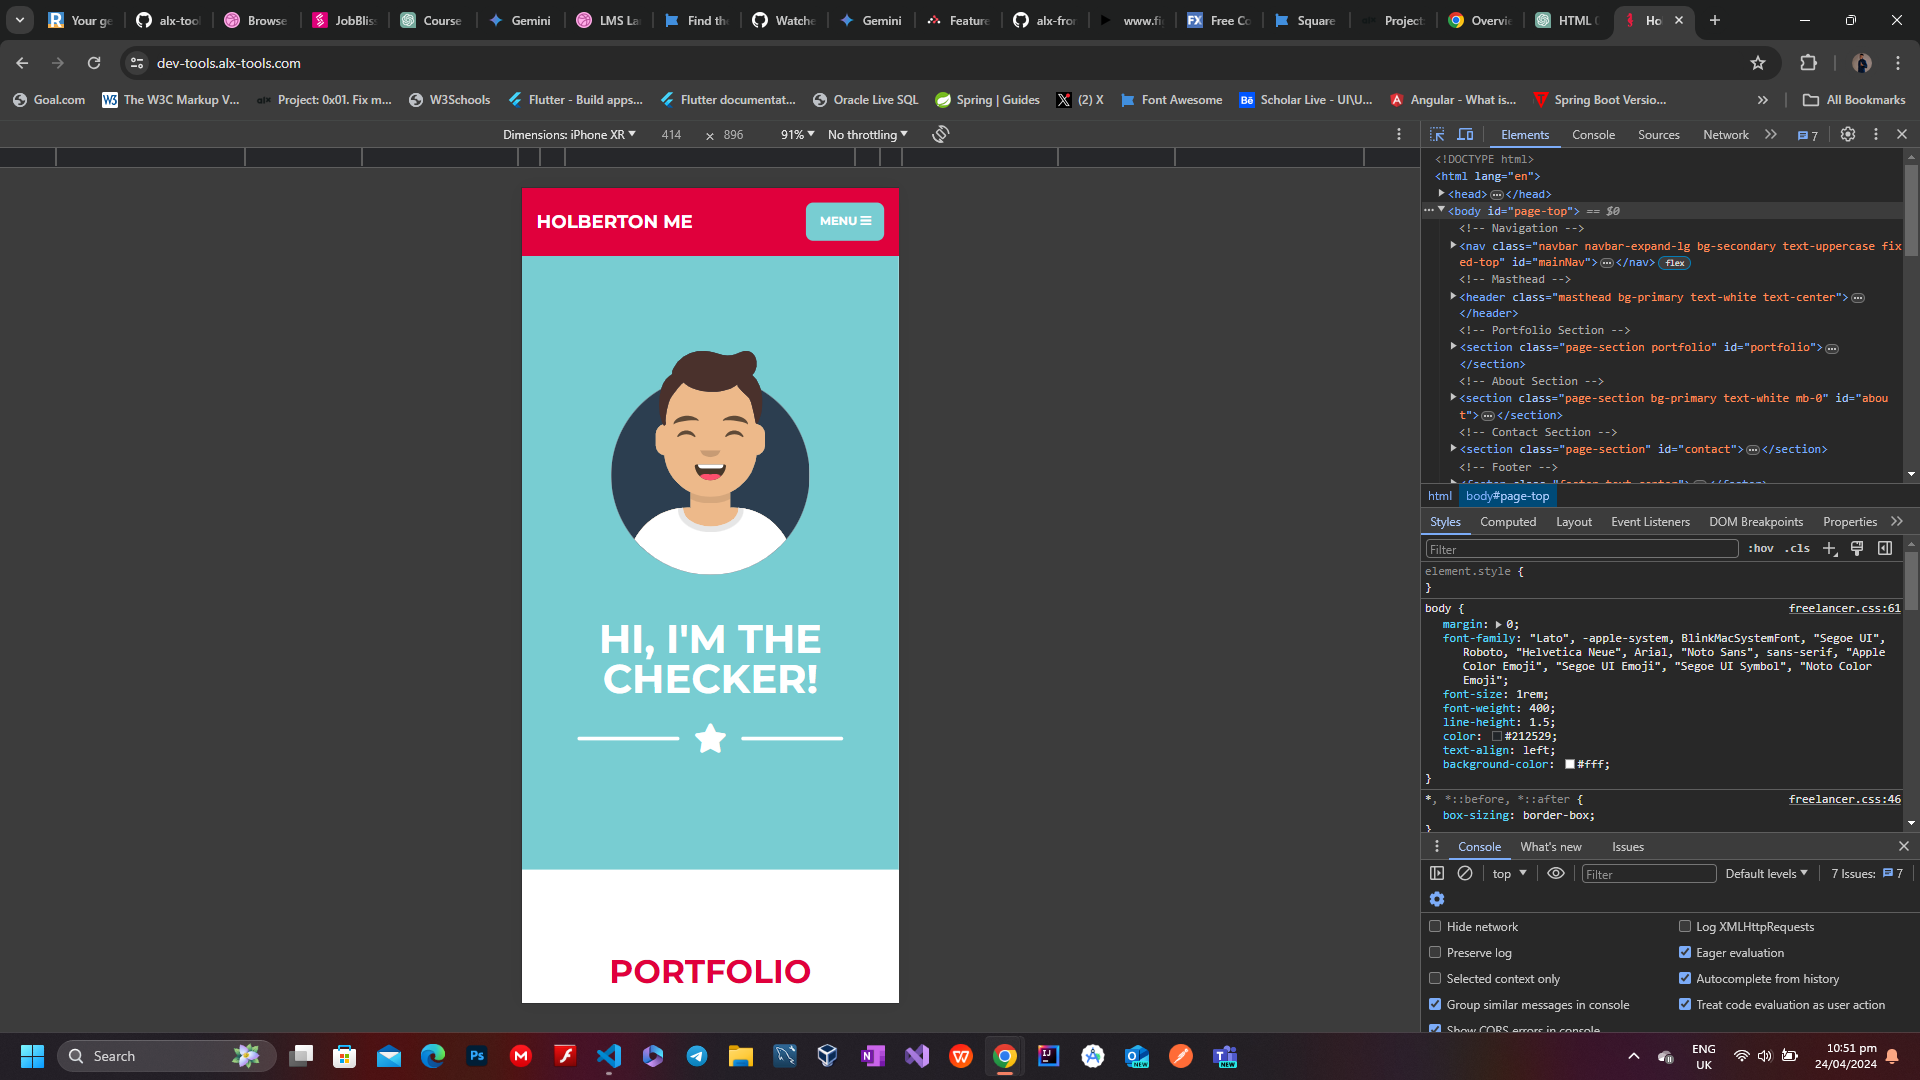 Your ge
alx-tool
Browse
JobBlis
Course
Gemini
LMS La
Find the
Watche
Gemini
Feature
alx-fror
www.fi
Free Co
Square
Project
Overvi
HTML
Ho
dev-tools.alx-tools.com
Goal.com
The W3C Markup V...
Project: 0x01. Fix m...
W3Schools
Flutter - Build apps...
Flutter documentat...
Oracle Live SQL
Spring | Guides
(2) X
Font Awesome
Scholar Live - UI\U...
Angular - What is...
Spring Boot Versio...
All Bookmarks
Dimensions: iPhone XR
414 × 896
91%
No throttling
HOLBERTON ME
MENU
HI, I'M THE
CHECKER!
PORTFOLIO
Elements Console Sources Network
7
<!DOCTYPE html>
<html lang="en">
<head> … </head>
<body id="page-top"> == $0
<!-- Navigation -->
<nav class="navbar navbar-expand-lg bg-secondary text-uppercase fix
ed-top" id="mainNav"> … </nav> flex
<!-- Masthead -->
<header class="masthead bg-primary text-white text-center"> …
</header>
<!-- Portfolio Section -->
<section class="page-section portfolio" id="portfolio"> …
</section>
<!-- About Section -->
<section class="page-section bg-primary text-white mb-0" id="abou
t"> … </section>
<!-- Contact Section -->
<section class="page-section" id="contact"> … </section>
<!-- Footer -->
<footer class="footer text-center"> … </footer>
html body#page-top
Styles Computed Layout Event Listeners DOM Breakpoints Properties
Filter
:hov .cls
element.style {
}
body {
freelancer.css:61
margin: 0;
font-family: "Lato", -apple-system, BlinkMacSystemFont, "Segoe UI",
Roboto, "Helvetica Neue", Arial, "Noto Sans", sans-serif, "Apple
Color Emoji", "Segoe UI Emoji", "Segoe UI Symbol", "Noto Color
Emoji";
font-size: 1rem;
font-weight: 400;
line-height: 1.5;
color: #212529;
text-align: left;
background-color: #fff;
}
*, *::before, *::after {
freelancer.css:46
box-sizing: border-box;
}
Console What's new Issues
top
Filter
Default levels
7 Issues: 7
Hide network
Log XMLHttpRequests
Preserve log
Eager evaluation
Selected context only
Autocomplete from history
Group similar messages in console
Treat code evaluation as user action
Show CORS errors in console
Search
ENG
UK
10:51 pm
24/04/2024